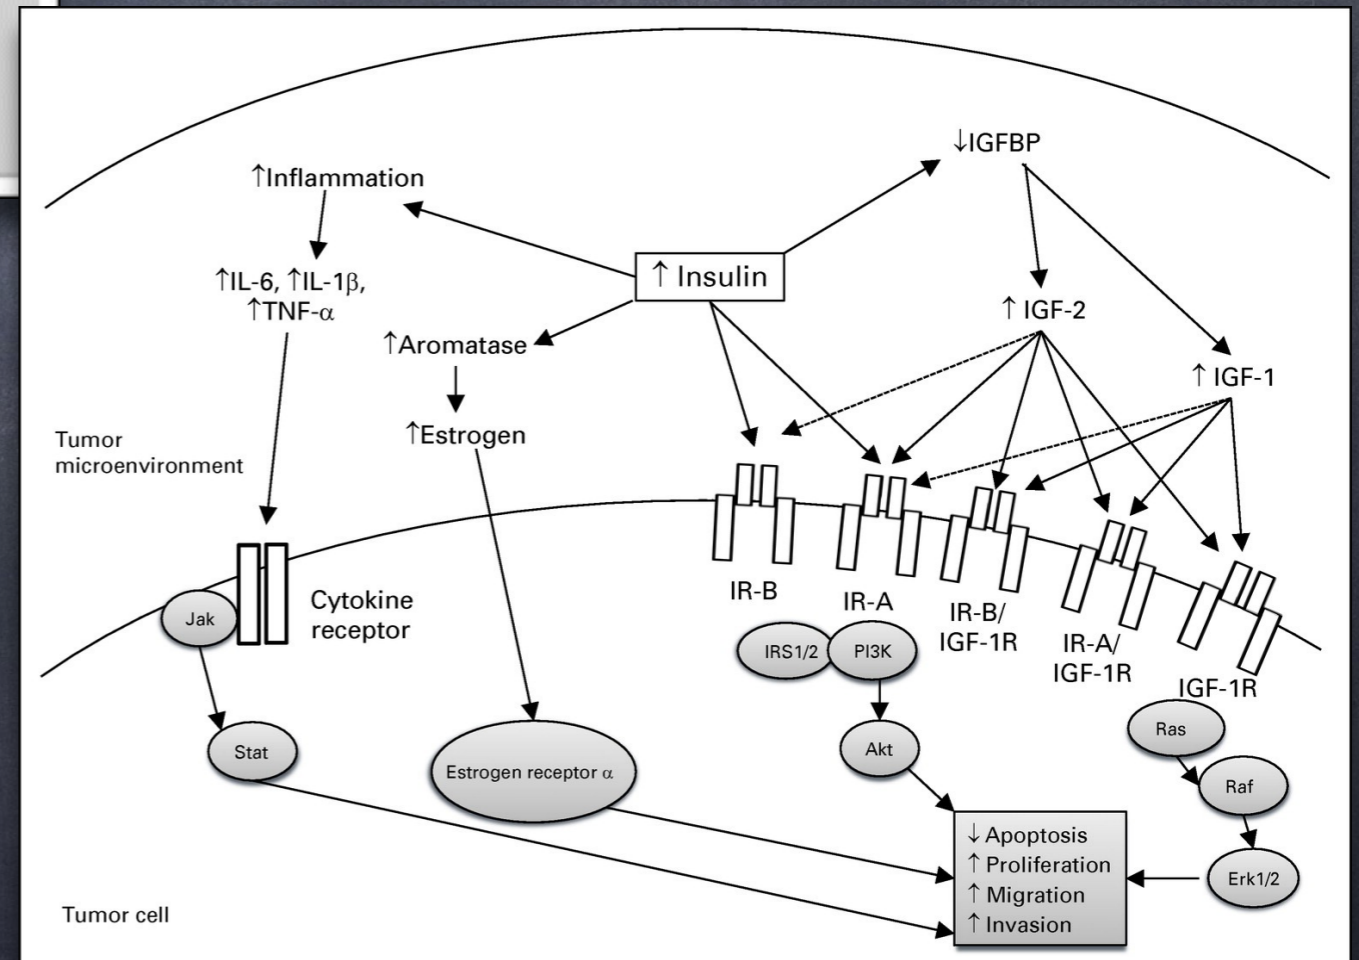 ↓IGFBP
↑Inflammation
↑ Insulin
↑IL-6, ↑IL-1β,
↑TNF-α
↑ IGF-2
↑Aromatase
↑ IGF-1
↑Estrogen
Tumor
microenvironment
IR-B
IR-A
IR-B/
IGF-1R
IR-A/
IGF-1R
IGF-1R
Cytokine
receptor
Jak
IRS1/2
PI3K
Stat
Estrogen receptor α
Akt
Ras
Raf
Erk1/2
↓ Apoptosis
↑ Proliferation
↑ Migration
↑ Invasion
Tumor cell